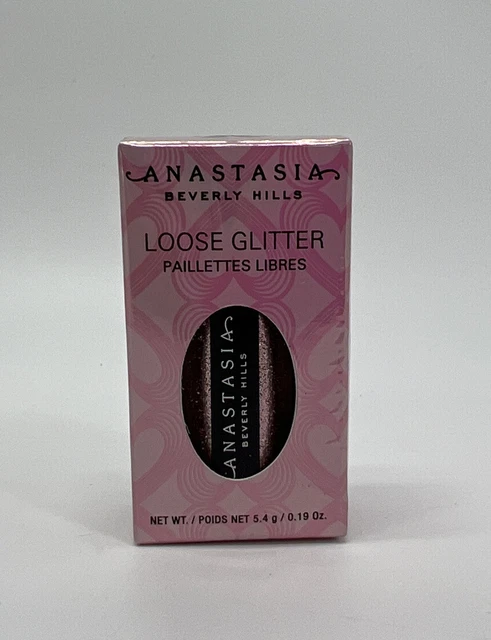 ANASTASIA
BEVERLY HILLS
LOOSE GLITTER
PAILLETTES LIBRES
ANASTASIA
BEVERLY HILLS
NET WT. / POIDS NET 5.4 g / 0.19 Oz.